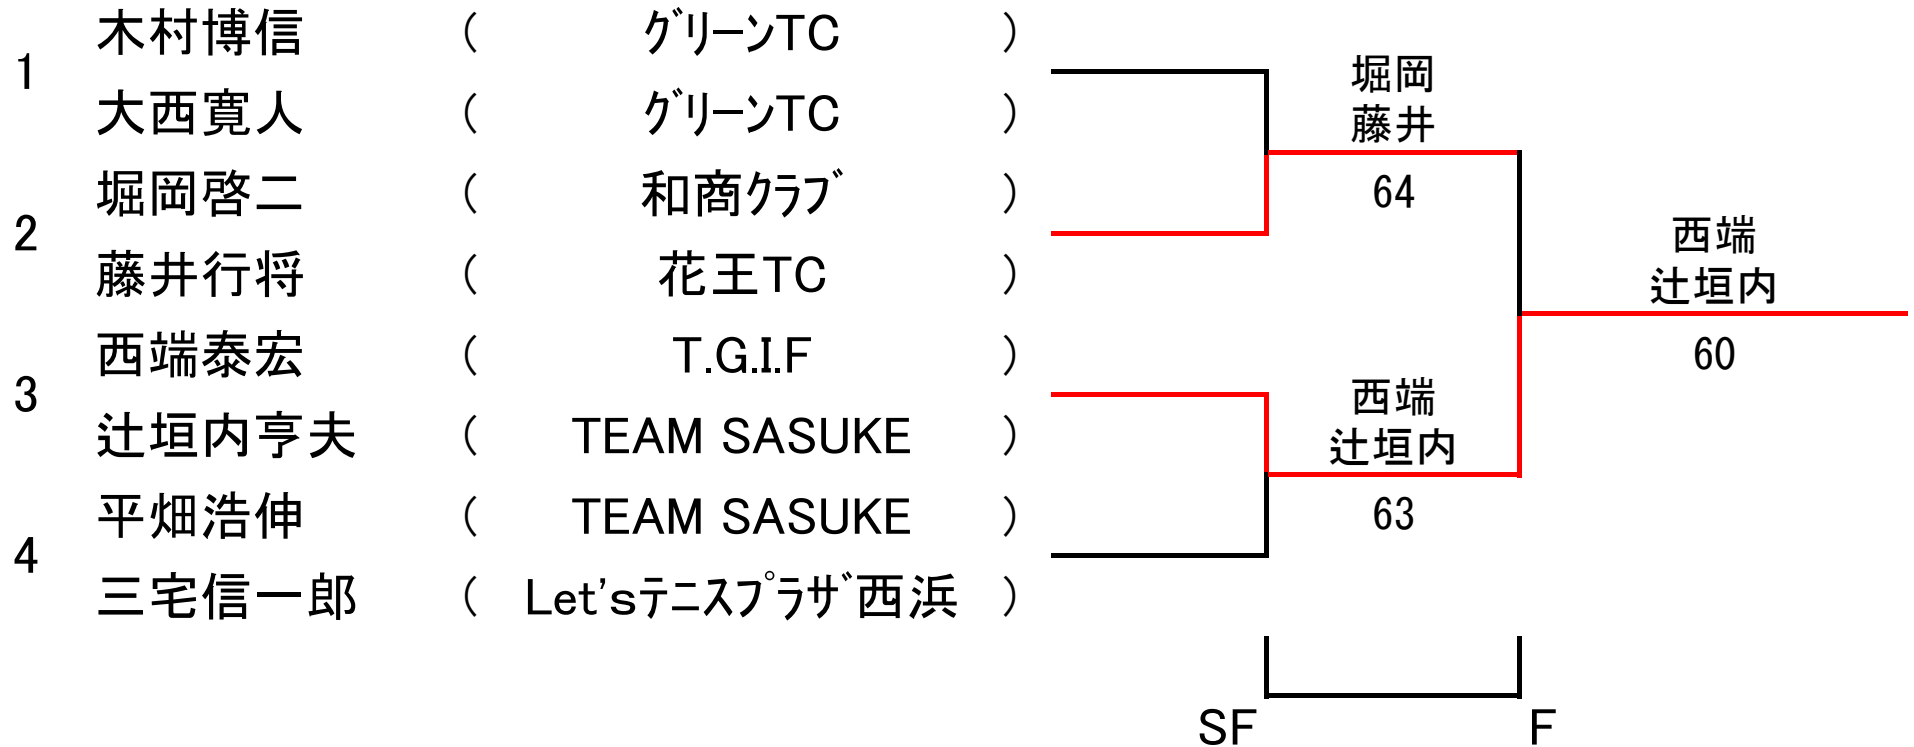 1
木村博信 ( ｸﾞﾘｰﾝTC )
大西寛人 ( ｸﾞﾘｰﾝTC )
2
堀岡啓二 ( 和商ｸﾗﾌﾞ )
藤井行将 ( 花王TC )
3
西端泰宏 ( T.G.I.F )
辻垣内亨夫 ( TEAM SASUKE )
4
平畑浩伸 ( TEAM SASUKE )
三宅信一郎 ( Let'sﾃﾆｽﾌﾟﾗｻﾞ西浜 )
堀岡
藤井
64
西端
辻垣内
63
西端
辻垣内
60
SF
F